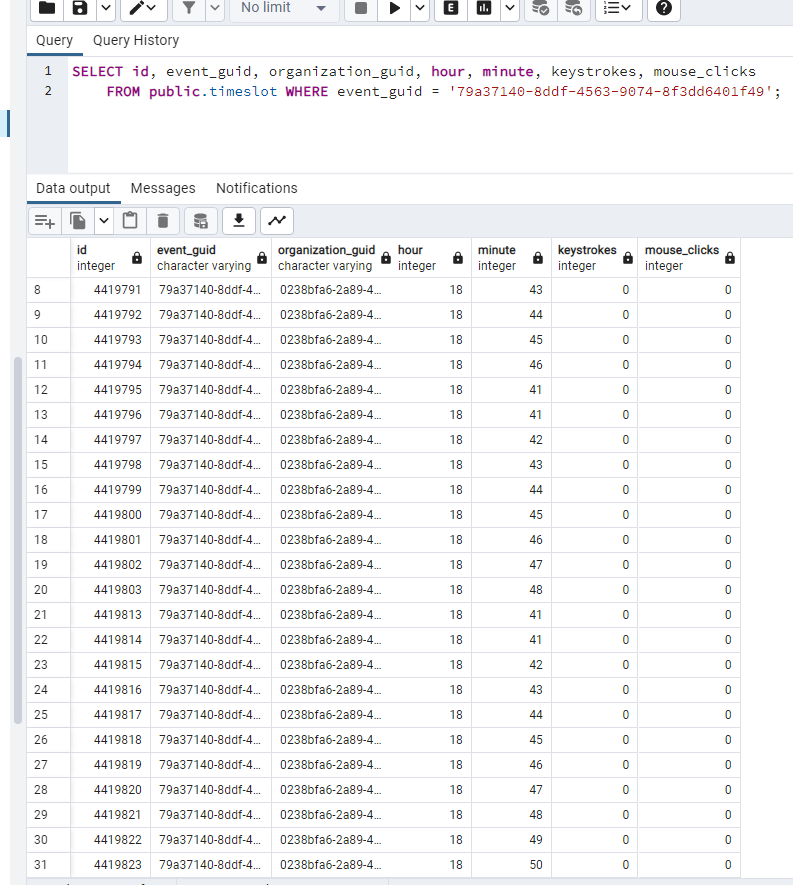 No limit
E
Query Query History
1 SELECT id, event_guid, organization_guid, hour, minute, keystrokes, mouse_clicks
2 FROM public.timeslot WHERE event_guid = '79a37140-8ddf-4563-9074-8f3dd6401f49';
Data output Messages Notifications
id event_guid organization_guid hour minute keystrokes mouse_clicks
integer character varying character varying integer integer integer integer
8 4419791 79a37140-8ddf-4... 0238bfa6-2a89-4... 18 43 0 0
9 4419792 79a37140-8ddf-4... 0238bfa6-2a89-4... 18 44 0 0
10 4419793 79a37140-8ddf-4... 0238bfa6-2a89-4... 18 45 0 0
11 4419794 79a37140-8ddf-4... 0238bfa6-2a89-4... 18 46 0 0
12 4419795 79a37140-8ddf-4... 0238bfa6-2a89-4... 18 41 0 0
13 4419796 79a37140-8ddf-4... 0238bfa6-2a89-4... 18 41 0 0
14 4419797 79a37140-8ddf-4... 0238bfa6-2a89-4... 18 42 0 0
15 4419798 79a37140-8ddf-4... 0238bfa6-2a89-4... 18 43 0 0
16 4419799 79a37140-8ddf-4... 0238bfa6-2a89-4... 18 44 0 0
17 4419800 79a37140-8ddf-4... 0238bfa6-2a89-4... 18 45 0 0
18 4419801 79a37140-8ddf-4... 0238bfa6-2a89-4... 18 46 0 0
19 4419802 79a37140-8ddf-4... 0238bfa6-2a89-4... 18 47 0 0
20 4419803 79a37140-8ddf-4... 0238bfa6-2a89-4... 18 48 0 0
21 4419813 79a37140-8ddf-4... 0238bfa6-2a89-4... 18 41 0 0
22 4419814 79a37140-8ddf-4... 0238bfa6-2a89-4... 18 41 0 0
23 4419815 79a37140-8ddf-4... 0238bfa6-2a89-4... 18 42 0 0
24 4419816 79a37140-8ddf-4... 0238bfa6-2a89-4... 18 43 0 0
25 4419817 79a37140-8ddf-4... 0238bfa6-2a89-4... 18 44 0 0
26 4419818 79a37140-8ddf-4... 0238bfa6-2a89-4... 18 45 0 0
27 4419819 79a37140-8ddf-4... 0238bfa6-2a89-4... 18 46 0 0
28 4419820 79a37140-8ddf-4... 0238bfa6-2a89-4... 18 47 0 0
29 4419821 79a37140-8ddf-4... 0238bfa6-2a89-4... 18 48 0 0
30 4419822 79a37140-8ddf-4... 0238bfa6-2a89-4... 18 49 0 0
31 4419823 79a37140-8ddf-4... 0238bfa6-2a89-4... 18 50 0 0